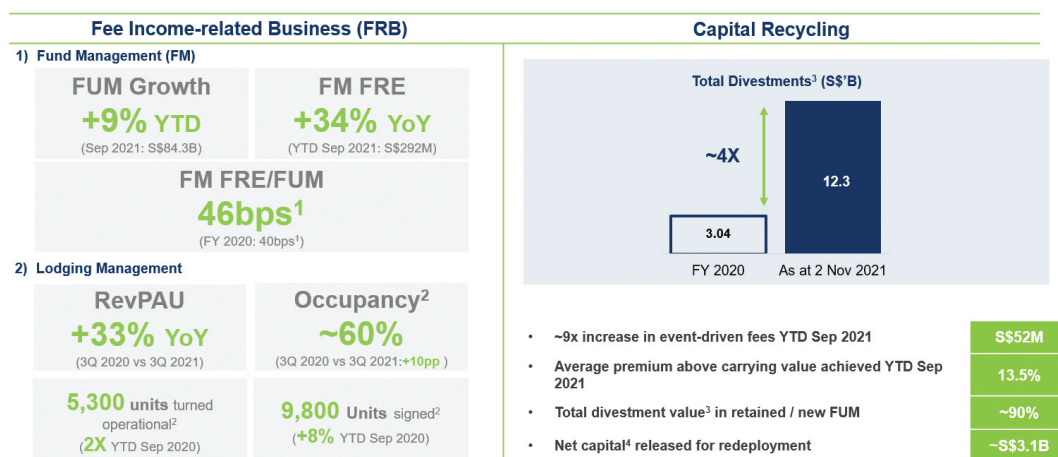 Fee Income-related Business (FRB)
1) Fund Management (FM)
FUM Growth
+9% YTD
(Sep 2021: S$84.3B)
FM FRE
+34% YoY
(YTD Sep 2021: S$292M)
FM FRE/FUM
46bps¹
(FY 2020: 40bps¹)
2) Lodging Management
RevPAU
+33% YoY
(3Q 2020 vs 3Q 2021)
Occupancy²
~60%
(3Q 2020 vs 3Q 2021:+10pp )
5,300 units turned
operational²
(2X YTD Sep 2020)
9,800 Units signed²
(+8% YTD Sep 2020)
Capital Recycling
Total Divestments³ (S$'B)
~4X
12.3
3.04
FY 2020
As at 2 Nov 2021
• ~9x increase in event-driven fees YTD Sep 2021
S$52M
• Average premium above carrying value achieved YTD Sep
2021
13.5%
• Total divestment value³ in retained / new FUM
~90%
• Net capital⁴ released for redeployment
~S$3.1B